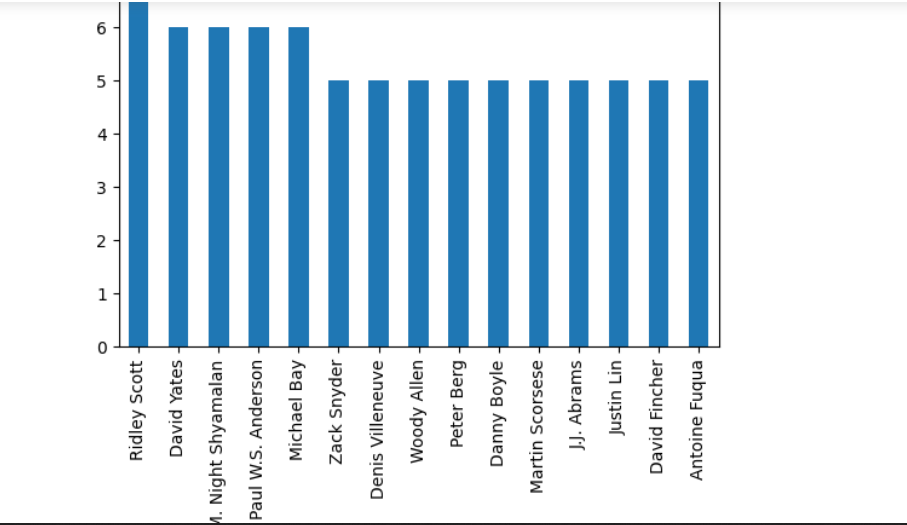 6
5
4
3
2
1
0
Ridley Scott
David Yates
M. Night Shyamalan
Paul W.S. Anderson
Michael Bay
Zack Snyder
Denis Villeneuve
Woody Allen
Peter Berg
Danny Boyle
Martin Scorsese
J.J. Abrams
Justin Lin
David Fincher
Antoine Fuqua